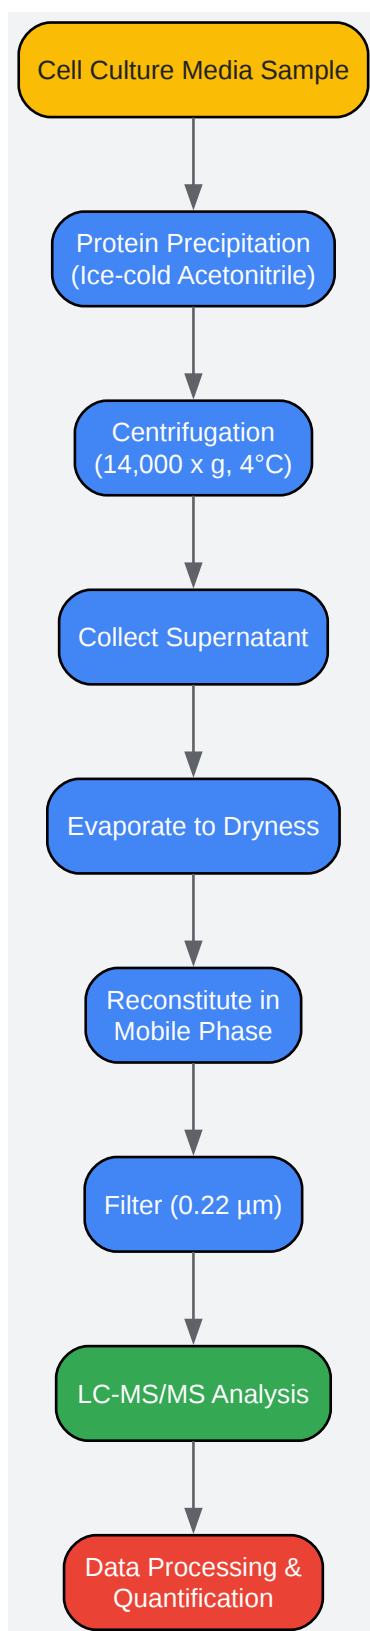 Cell Culture Media Sample
Protein Precipitation
(Ice-cold Acetonitrile)
Centrifugation
(14,000 x g, 4°C)
Collect Supernatant
Evaporate to Dryness
Reconstitute in
Mobile Phase
Filter (0.22 µm)
LC-MS/MS Analysis
Data Processing &
Quantification